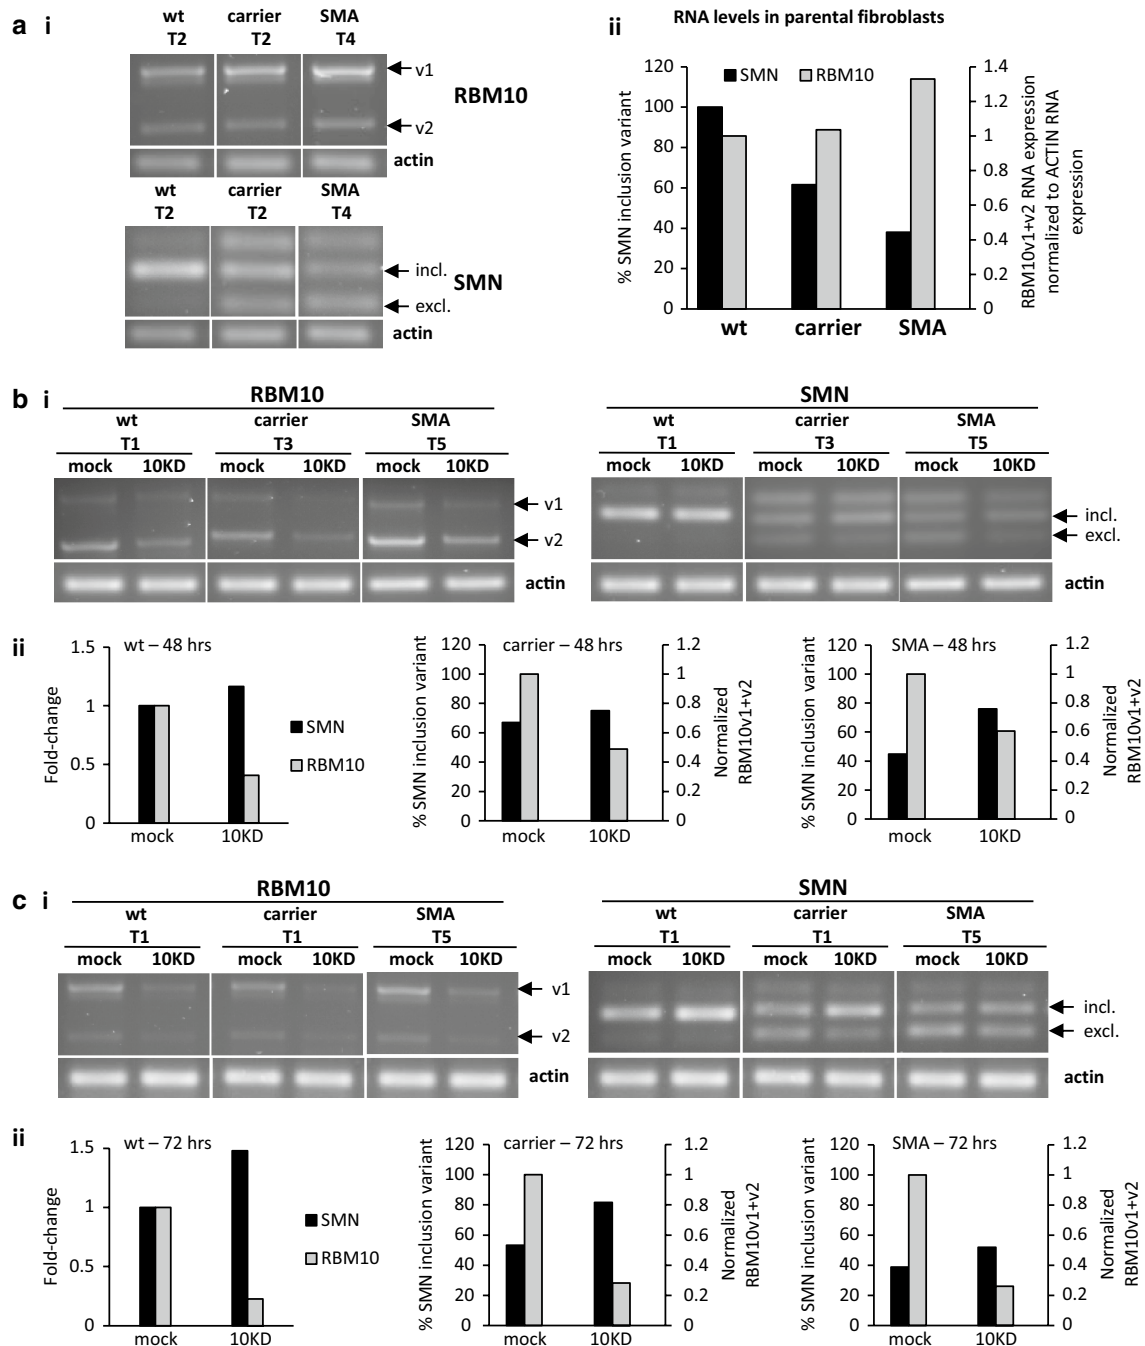 a i
wt carrier SMA
T2 T2 T4
v1
RBM10
v2
actin
wt carrier SMA
T2 T2 T4
incl.
SMN
excl.
actin
ii
RNA levels in parental fibroblasts
SMN RBM10
% SMN inclusion variant
120
100
80
60
40
20
0
1.4
1.2
1
0.8
0.6
0.4
0.2
0
RBM10v1+v2 RNA expression
normalized to ACTIN RNA
expression
wt carrier SMA
b i
RBM10
wt carrier SMA
T1 T3 T5
mock 10KD mock 10KD mock 10KD
v1
v2
actin
SMN
wt carrier SMA
T1 T3 T5
mock 10KD mock 10KD mock 10KD
incl.
excl.
actin
ii
wt – 48 hrs
Fold-change
1.5
1
0.5
0
mock 10KD
SMN
RBM10
carrier – 48 hrs
% SMN inclusion variant
120
100
80
60
40
20
0
1.2
1
0.8
0.6
0.4
0.2
0
Normalized
RBM10v1+v2
mock 10KD
SMA – 48 hrs
% SMN inclusion variant
120
100
80
60
40
20
0
1.2
1
0.8
0.6
0.4
0.2
0
Normalized
RBM10v1+v2
mock 10KD
c i
RBM10
wt carrier SMA
T1 T1 T5
mock 10KD mock 10KD mock 10KD
v1
v2
actin
SMN
wt carrier SMA
T1 T1 T5
mock 10KD mock 10KD mock 10KD
incl.
excl.
actin
ii
wt – 72 hrs
Fold-change
1.5
1
0.5
0
mock 10KD
SMN
RBM10
carrier – 72 hrs
% SMN inclusion variant
120
100
80
60
40
20
0
1.2
1
0.8
0.6
0.4
0.2
0
Normalized
RBM10v1+v2
mock 10KD
SMA – 72 hrs
% SMN inclusion variant
120
100
80
60
40
20
0
1.2
1
0.8
0.6
0.4
0.2
0
Normalized
RBM10v1+v2
mock 10KD